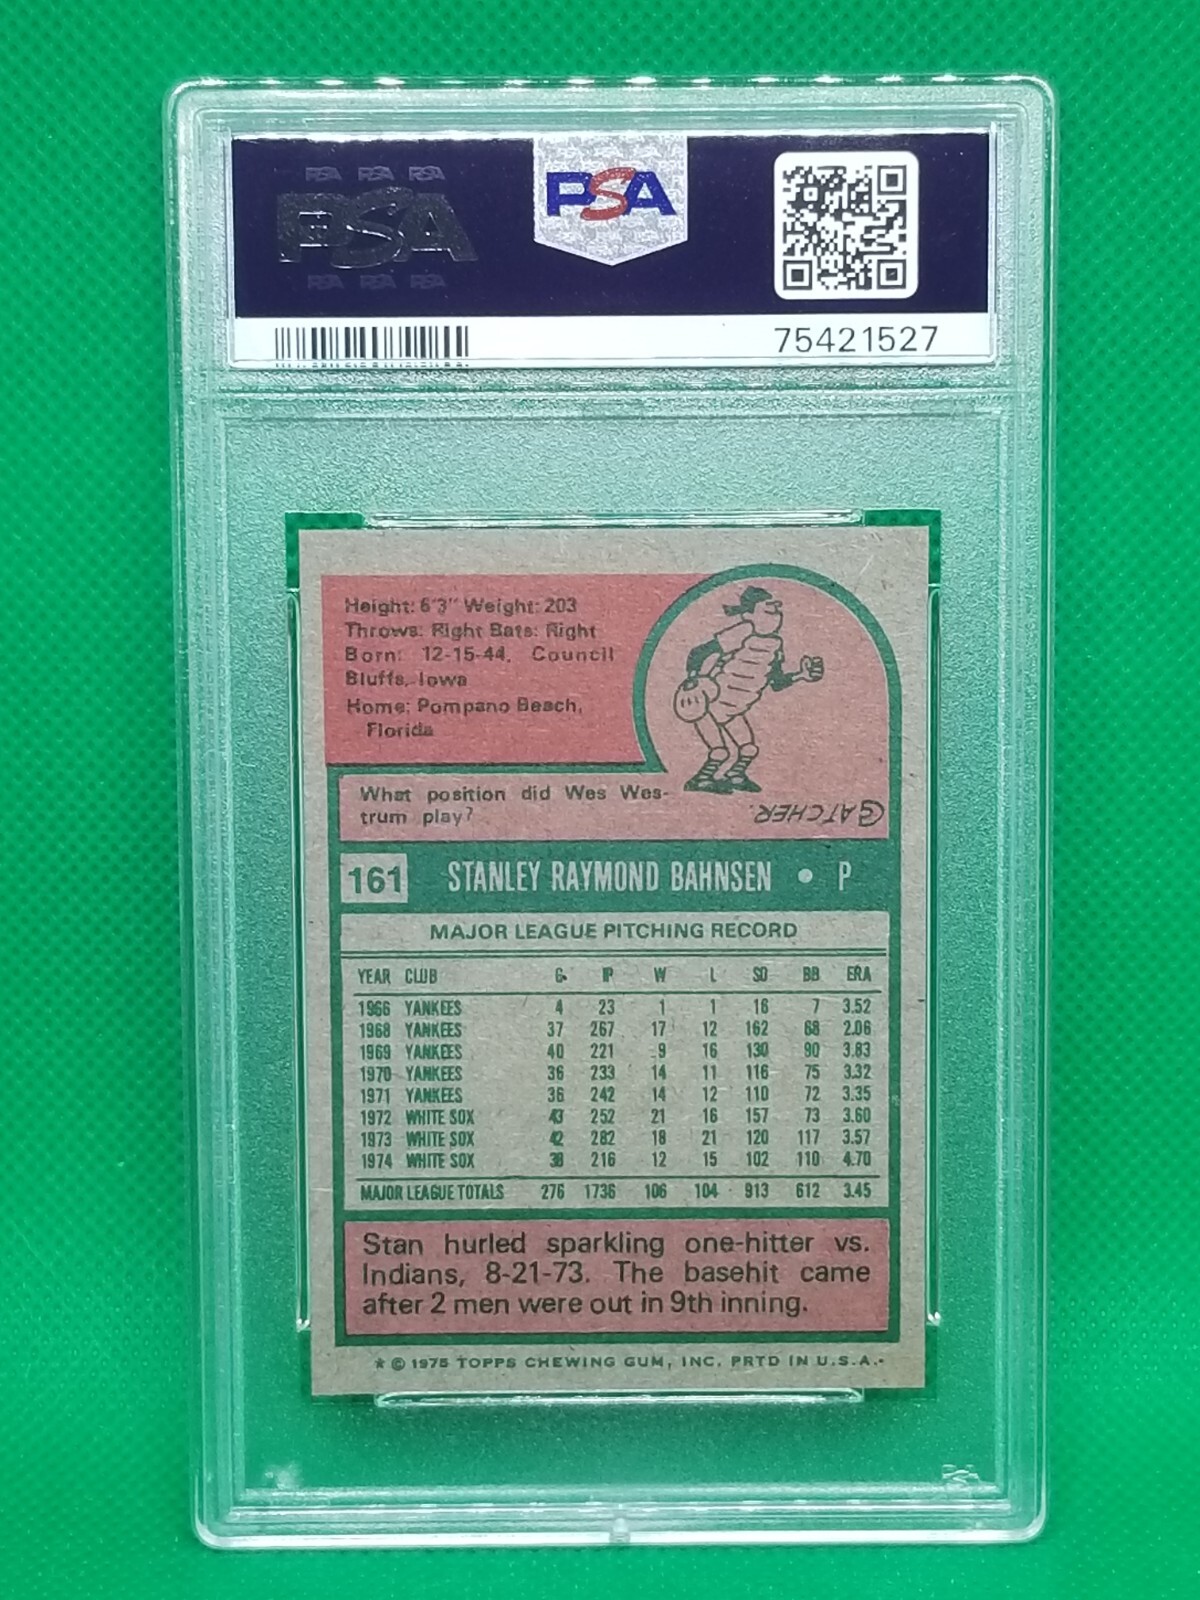 PSA PSA PSA
PSA
PSA PSA PSA
PSA
75421527
Height: 6'3" Weight: 203
Throws: Right Bats: Right
Born: 12-15-44, Council
Bluffs, Iowa
Home: Pompano Beach,
Florida
What position did Wes Wes-
trum play?
CATCHER.
161 STANLEY RAYMOND BAHNSEN • P
MAJOR LEAGUE PITCHING RECORD
YEAR CLUB G. IP W L SO BB ERA
1966 YANKEES 4 23 1 1 16 7 3.52
1968 YANKEES 37 267 17 12 162 68 2.06
1969 YANKEES 40 221 9 16 130 90 3.83
1970 YANKEES 36 233 14 11 116 75 3.32
1971 YANKEES 36 242 14 12 110 72 3.35
1972 WHITE SOX 43 252 21 16 157 73 3.60
1973 WHITE SOX 42 282 18 21 120 117 3.57
1974 WHITE SOX 38 216 12 15 102 110 4.70
MAJOR LEAGUE TOTALS 276 1736 106 104 913 612 3.45
Stan hurled sparkling one-hitter vs.
Indians, 8-21-73. The basehit came
after 2 men were out in 9th inning.
★ © 1975 TOPPS CHEWING GUM, INC. PRTD IN U.S.A.
PSA